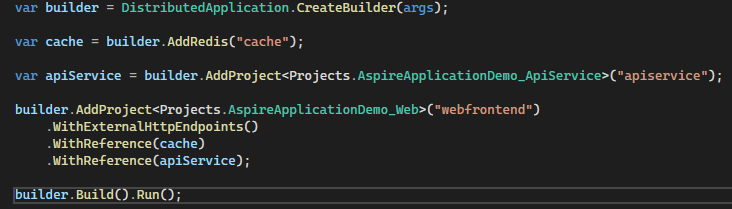 var builder = DistributedApplication.CreateBuilder(args);
var cache = builder.AddRedis("cache");
var apiService = builder.AddProject<Projects.AspireApplicationDemo_ApiService>("apiservice");
builder.AddProject<Projects.AspireApplicationDemo_Web>("webfrontend")
.WithExternalHttpEndpoints()
.WithReference(cache)
.WithReference(apiService);
builder.Build().Run();